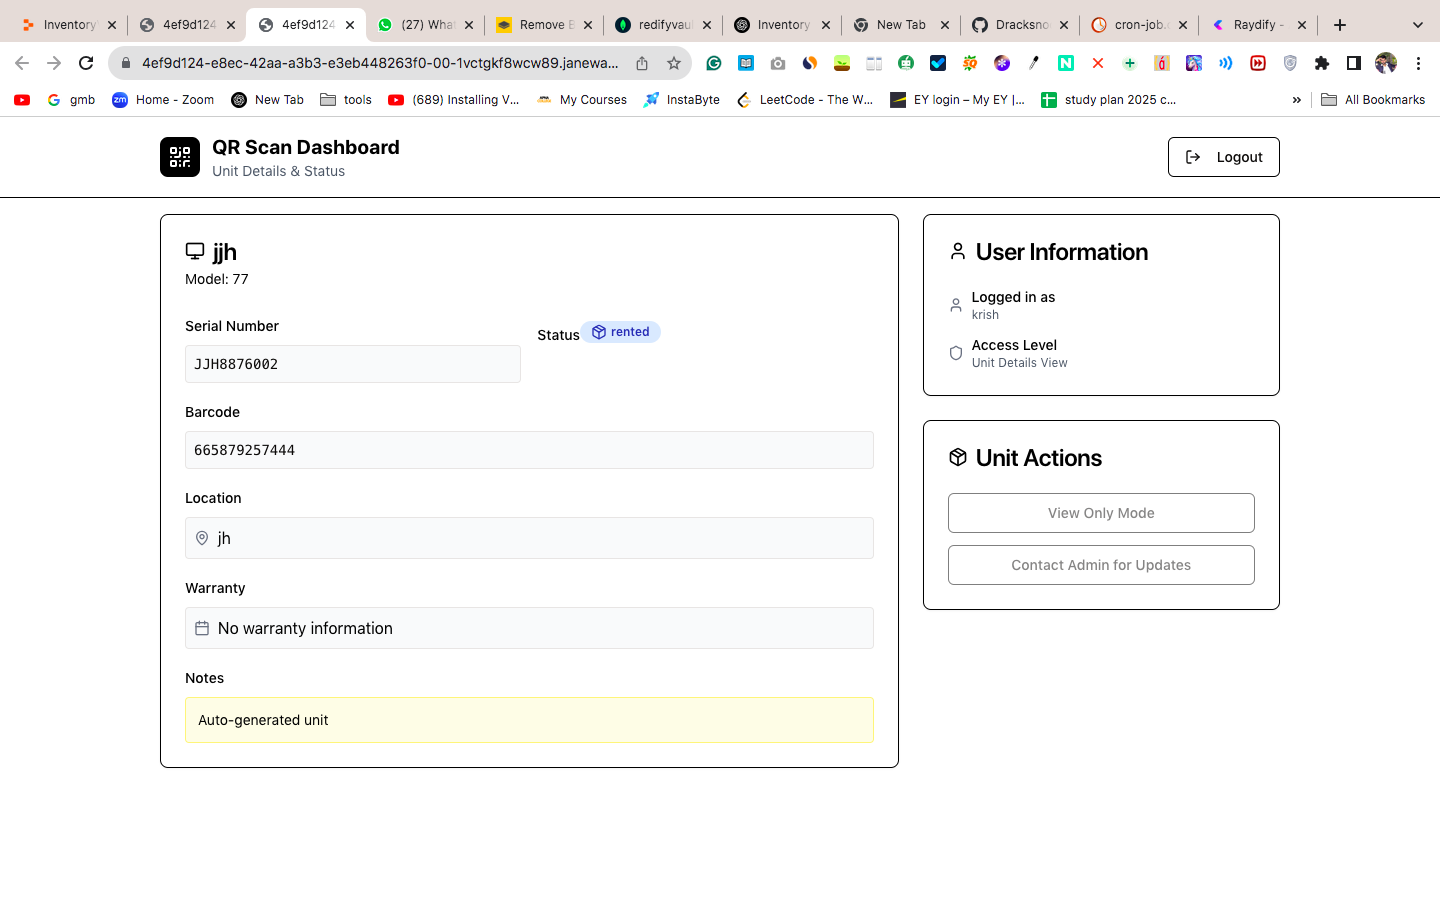 Inventory
4ef9d124
4ef9d124
(27) What
Remove B
redifyvau
Inventory
New Tab
Dracksno
cron-job.
Raydify -
4ef9d124-e8ec-42aa-a3b3-e3eb448263f0-00-1vctgkf8wcw89.janewa...
gmb
Home - Zoom
New Tab
tools
(689) Installing V...
My Courses
InstaByte
LeetCode - The W...
EY login – My EY |...
study plan 2025 c...
»
All Bookmarks
QR Scan Dashboard
Unit Details & Status
Logout
jjh
Model: 77
Serial Number
JJH8876002
Status
rented
Barcode
665879257444
Location
jh
Warranty
No warranty information
Notes
Auto-generated unit
User Information
Logged in as
krish
Access Level
Unit Details View
Unit Actions
View Only Mode
Contact Admin for Updates